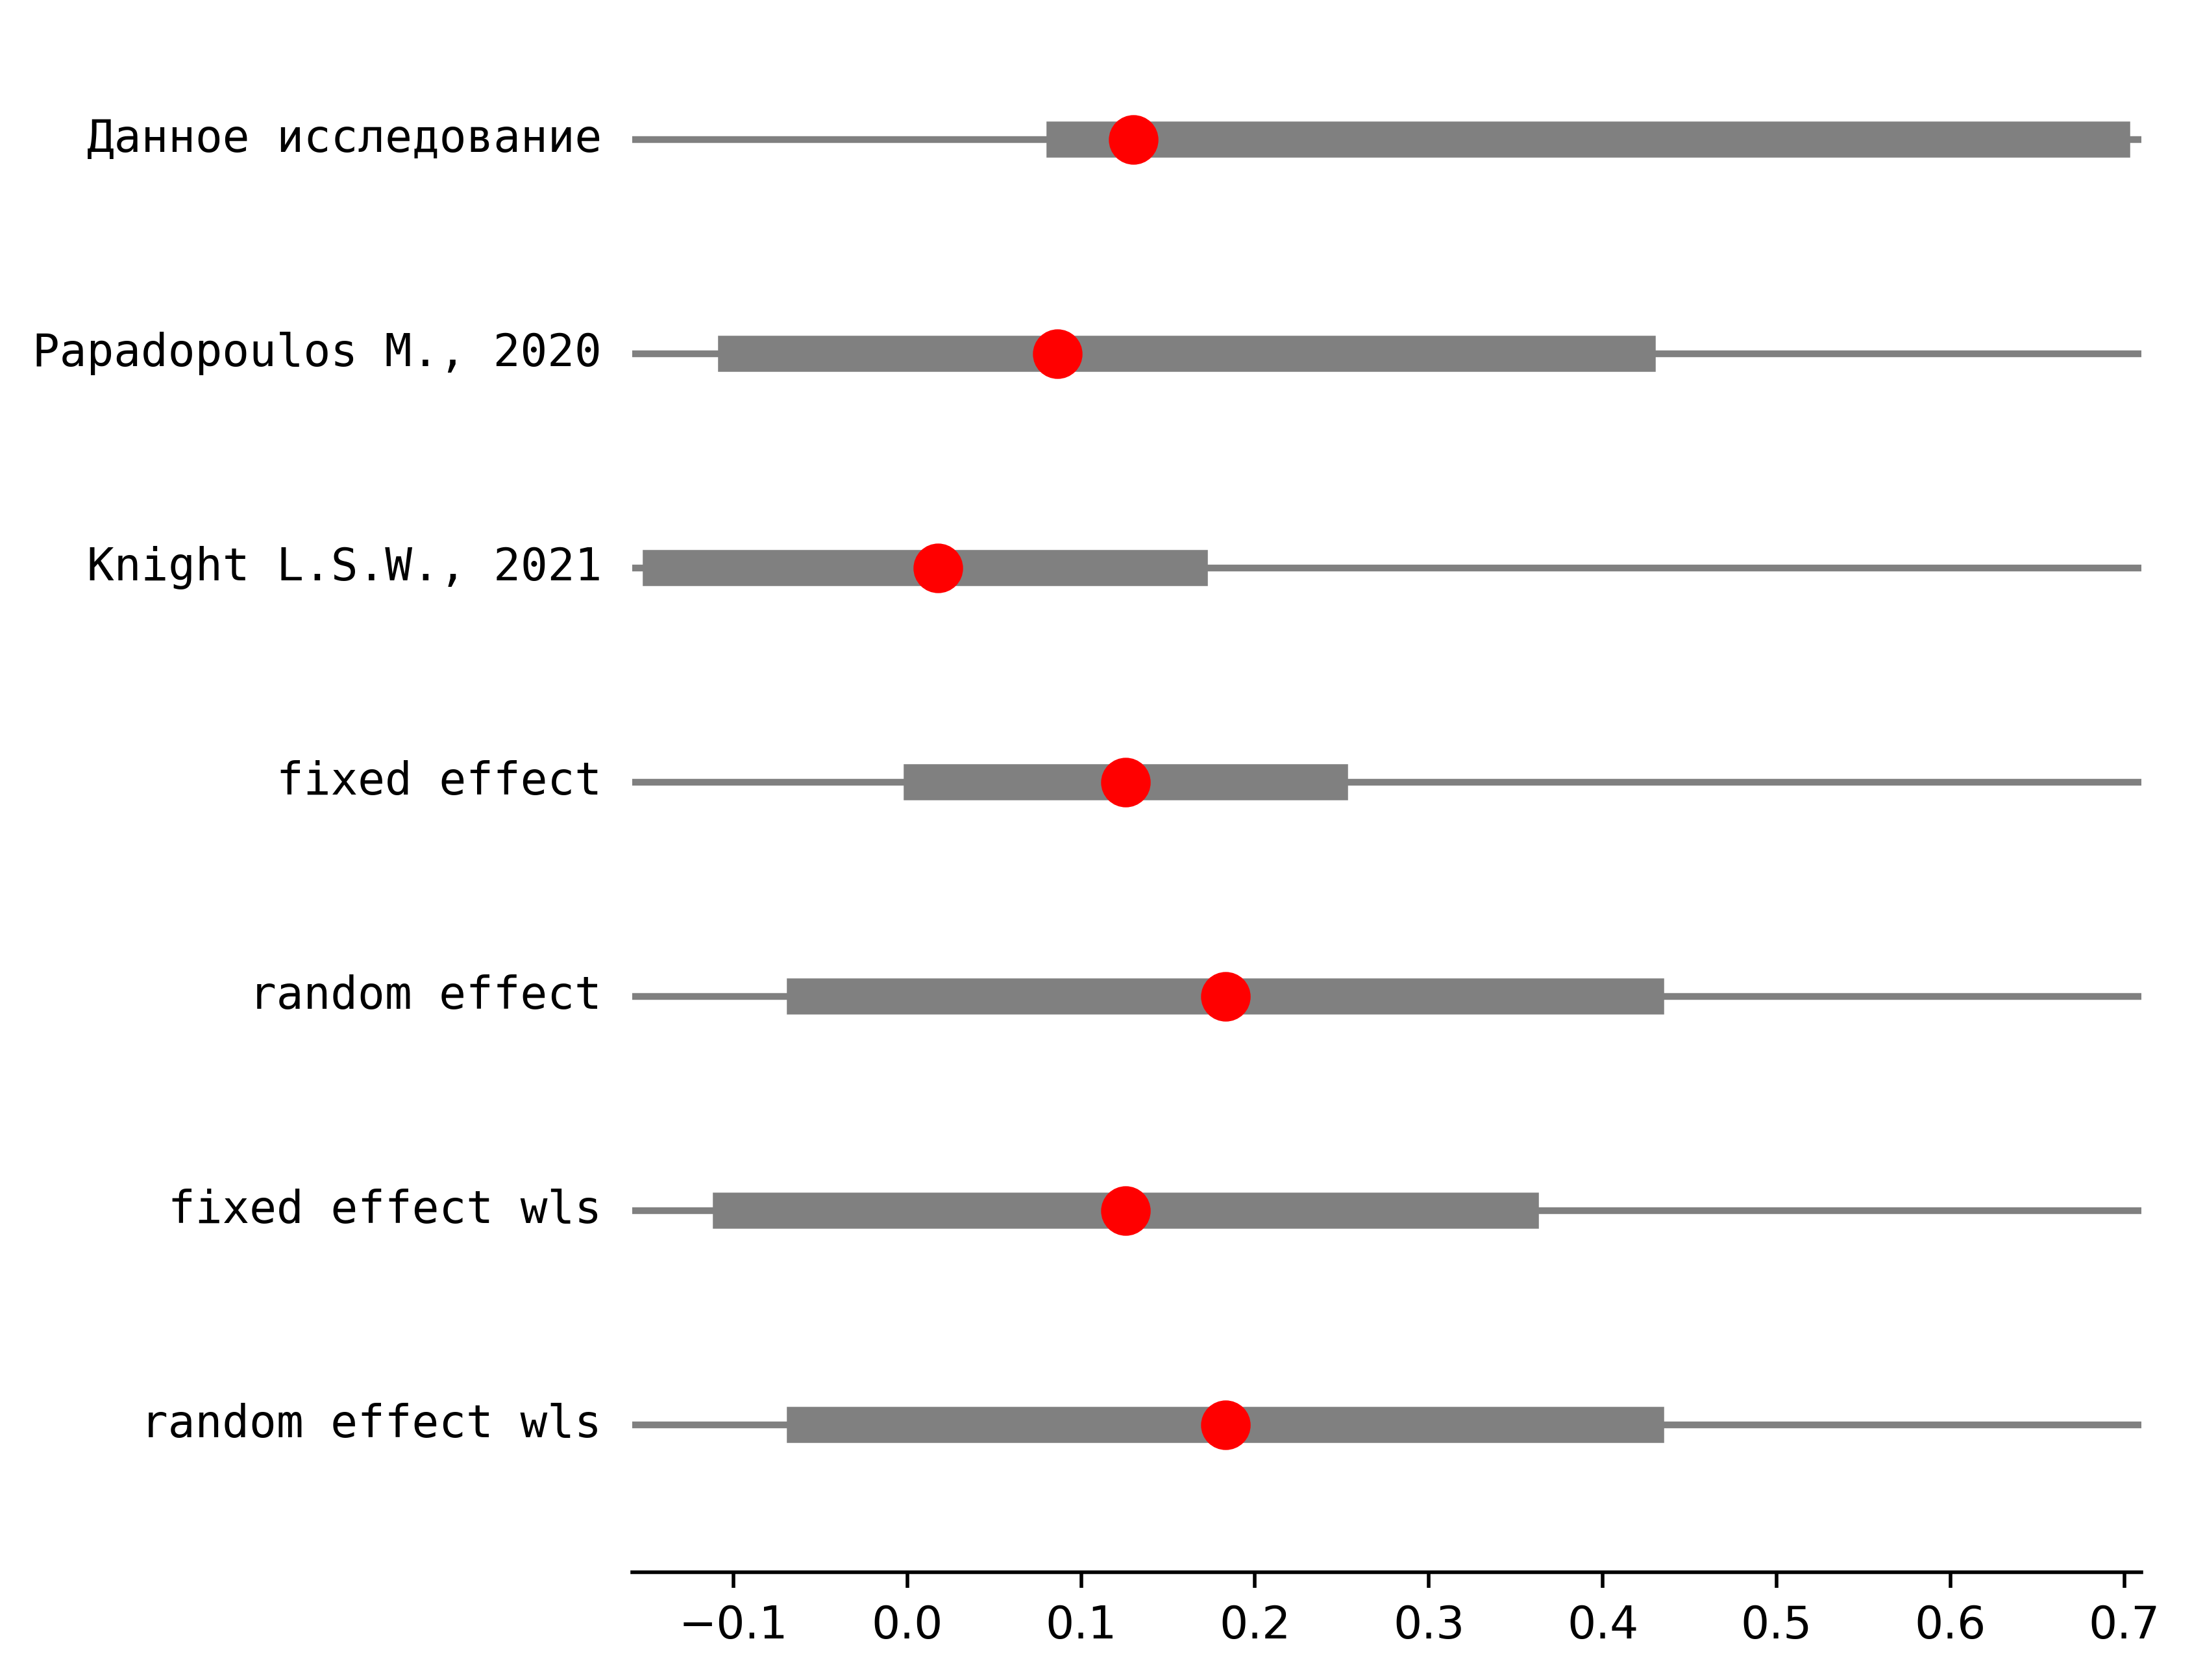 Данное исследование
Papadopoulos M., 2020
Knight L.S.W., 2021
fixed effect
random effect
fixed effect wls
random effect wls
−0.1 0.0 0.1 0.2 0.3 0.4 0.5 0.6 0.7